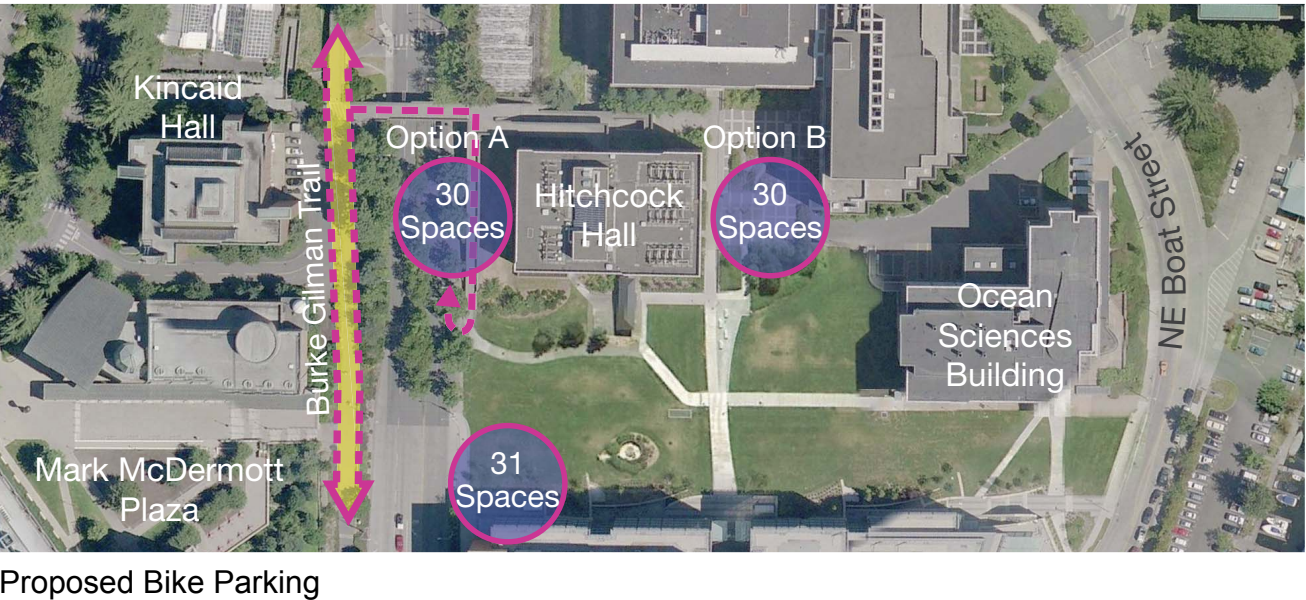 Kincaid
Hall
Burke Gilman Trail
Option A
30
Spaces
Hitchcock
Hall
Option B
30
Spaces
NE Boat Street
Ocean
Sciences
Building
Mark McDermott
Plaza
31
Spaces
Proposed Bike Parking